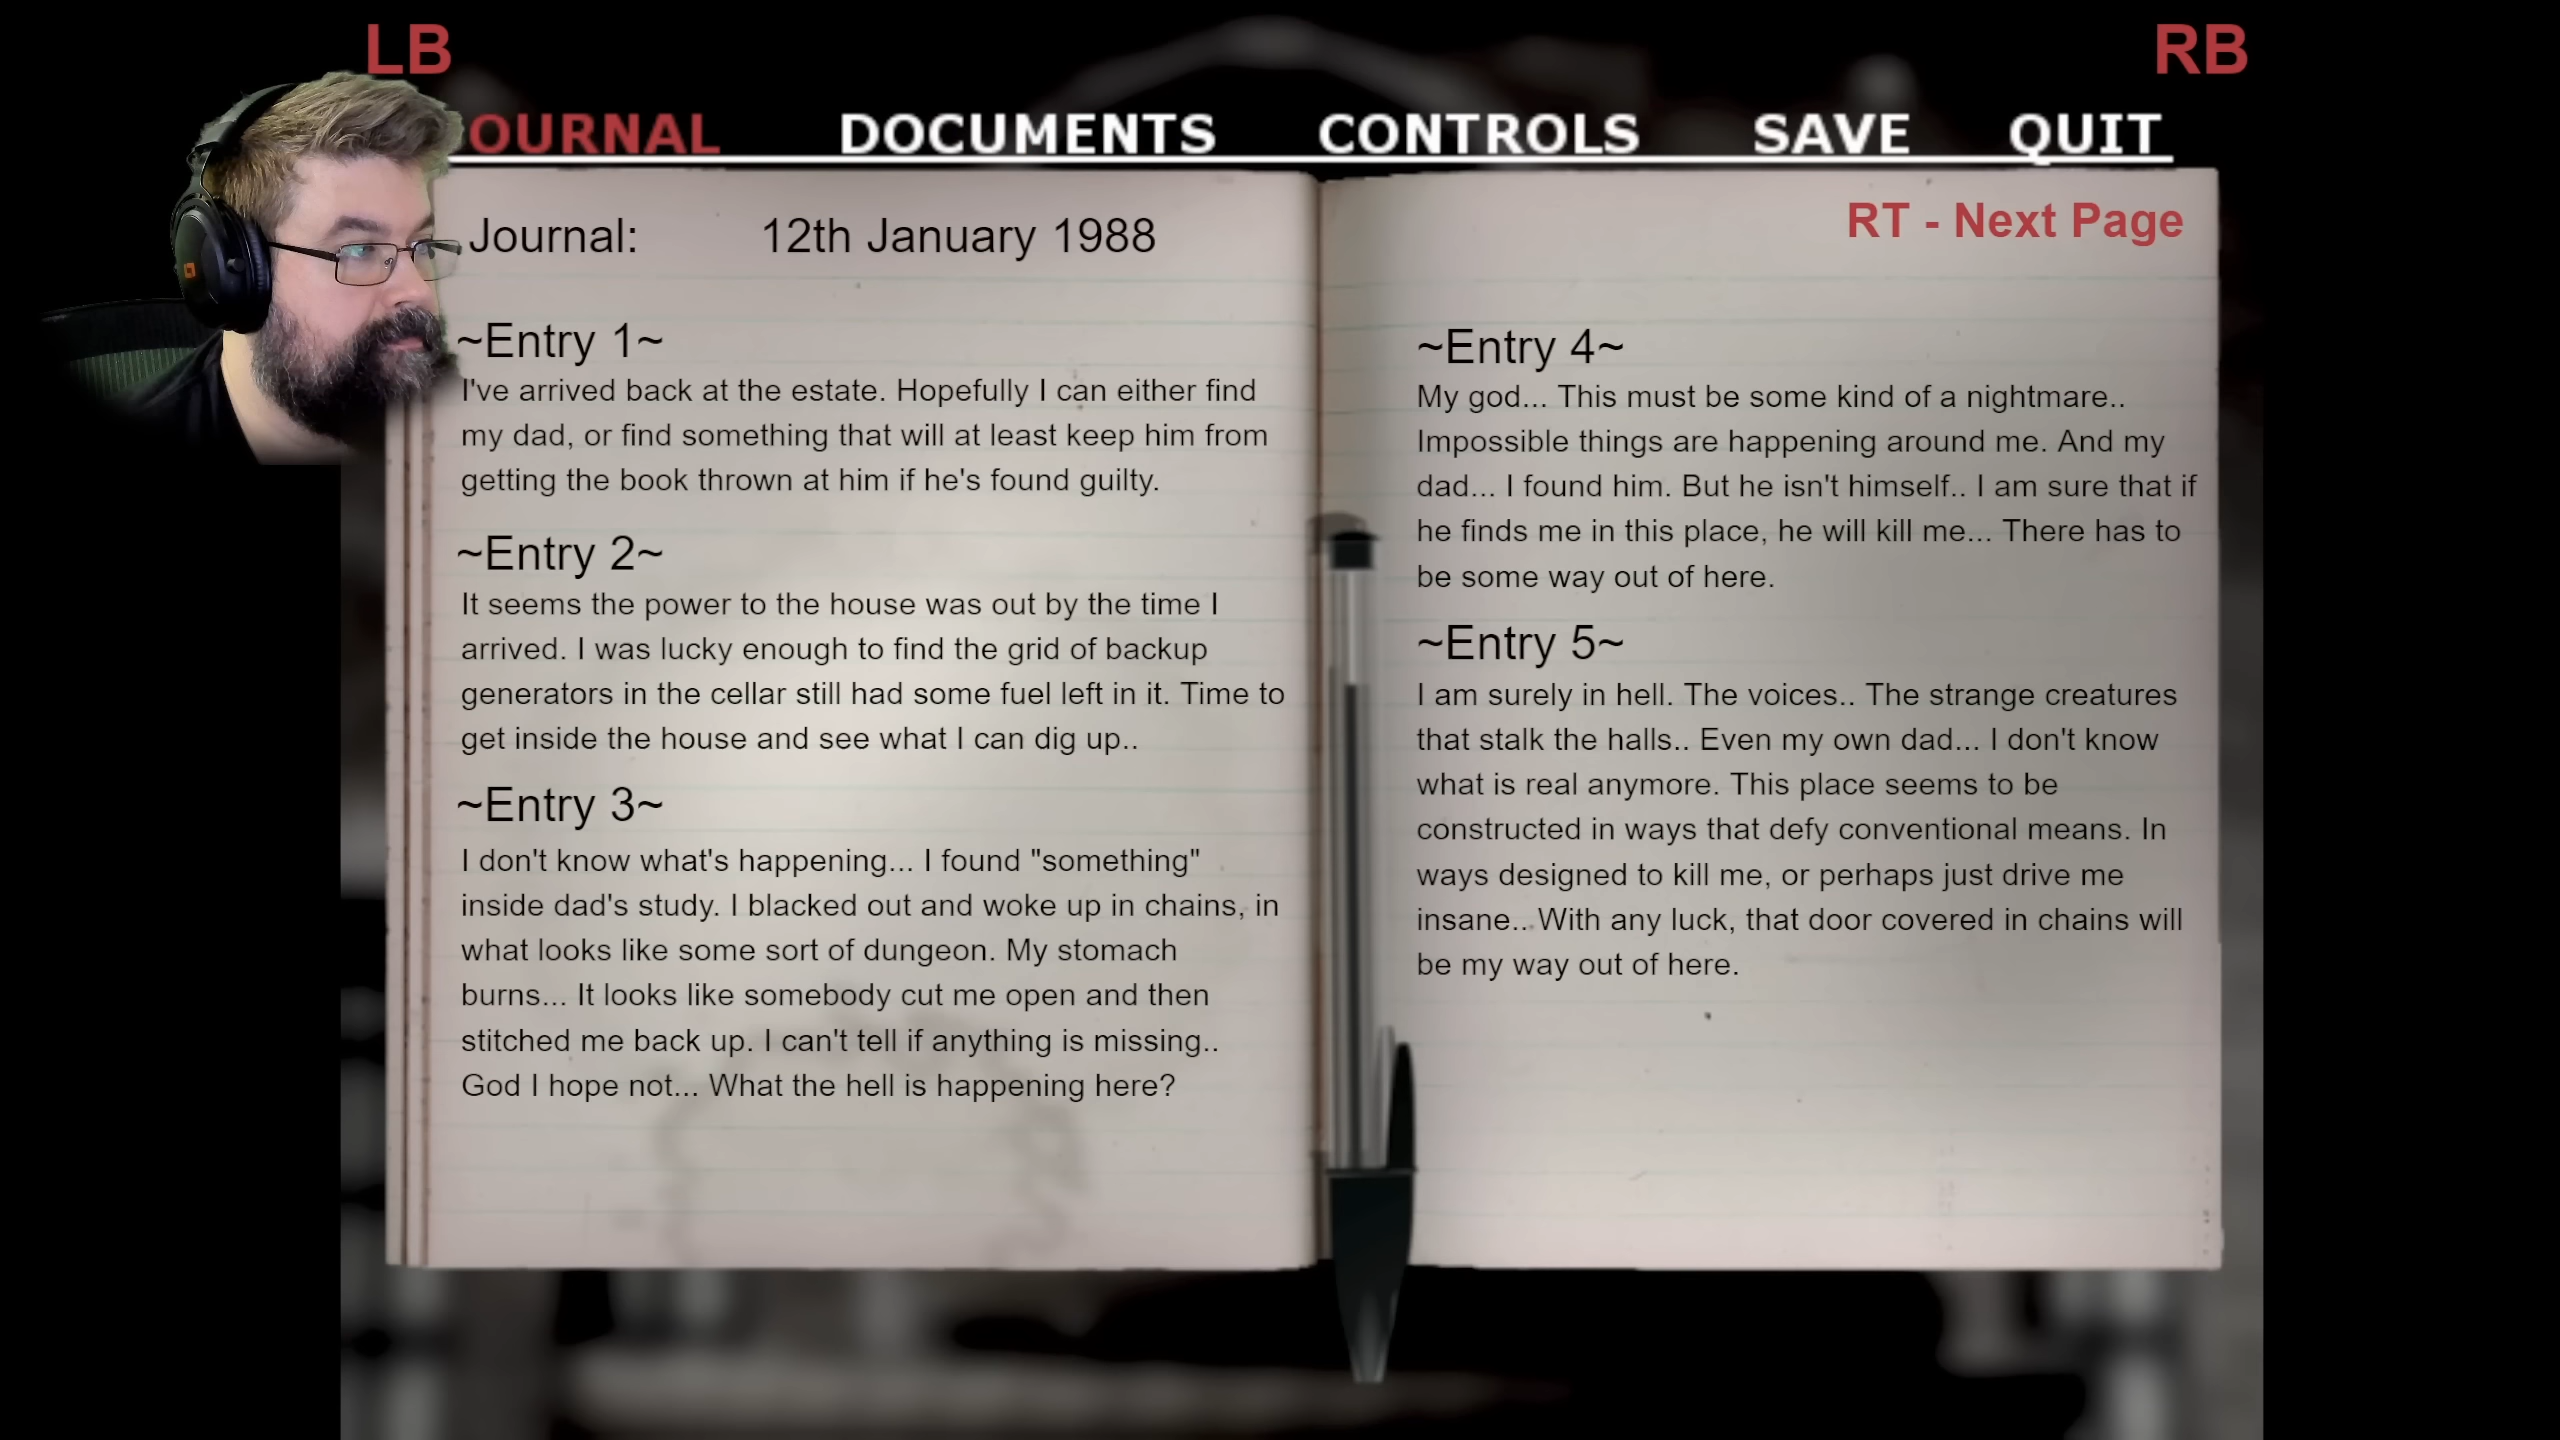 LB
RB
OURNAL DOCUMENTS CONTROLS SAVE QUIT
Journal: 12th January 1988
~Entry 1~
I've arrived back at the estate. Hopefully I can either find
my dad, or find something that will at least keep him from
getting the book thrown at him if he's found guilty.
~Entry 2~
It seems the power to the house was out by the time I
arrived. I was lucky enough to find the grid of backup
generators in the cellar still had some fuel left in it. Time to
get inside the house and see what I can dig up..
~Entry 3~
I don't know what's happening... I found "something"
inside dad's study. I blacked out and woke up in chains, in
what looks like some sort of dungeon. My stomach
burns... It looks like somebody cut me open and then
stitched me back up. I can't tell if anything is missing..
God I hope not... What the hell is happening here?
RT - Next Page
~Entry 4~
My god... This must be some kind of a nightmare..
Impossible things are happening around me. And my
dad... I found him. But he isn't himself.. I am sure that if
he finds me in this place, he will kill me... There has to
be some way out of here.
~Entry 5~
I am surely in hell. The voices.. The strange creatures
that stalk the halls.. Even my own dad... I don't know
what is real anymore. This place seems to be
constructed in ways that defy conventional means. In
ways designed to kill me, or perhaps just drive me
insane.. With any luck, that door covered in chains will
be my way out of here.